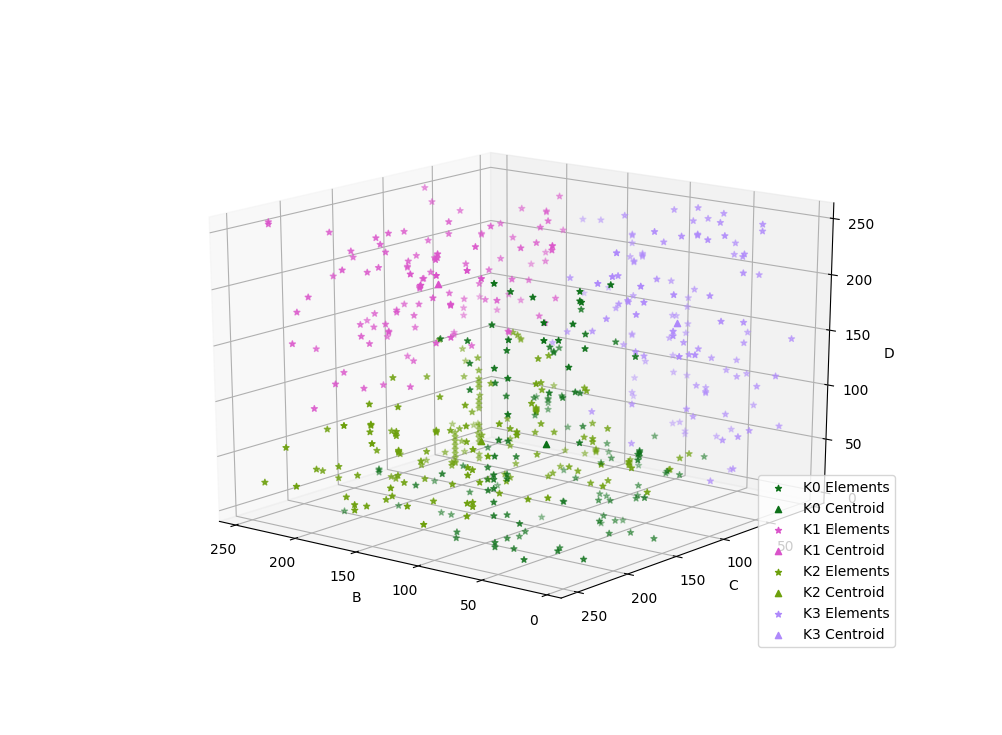 250
200
150
100
50
0
B
250
200
150
100
50
0
C
250
200
150
100
50
0
D
K0 Elements
K0 Centroid
K1 Elements
K1 Centroid
K2 Elements
K2 Centroid
K3 Elements
K3 Centroid